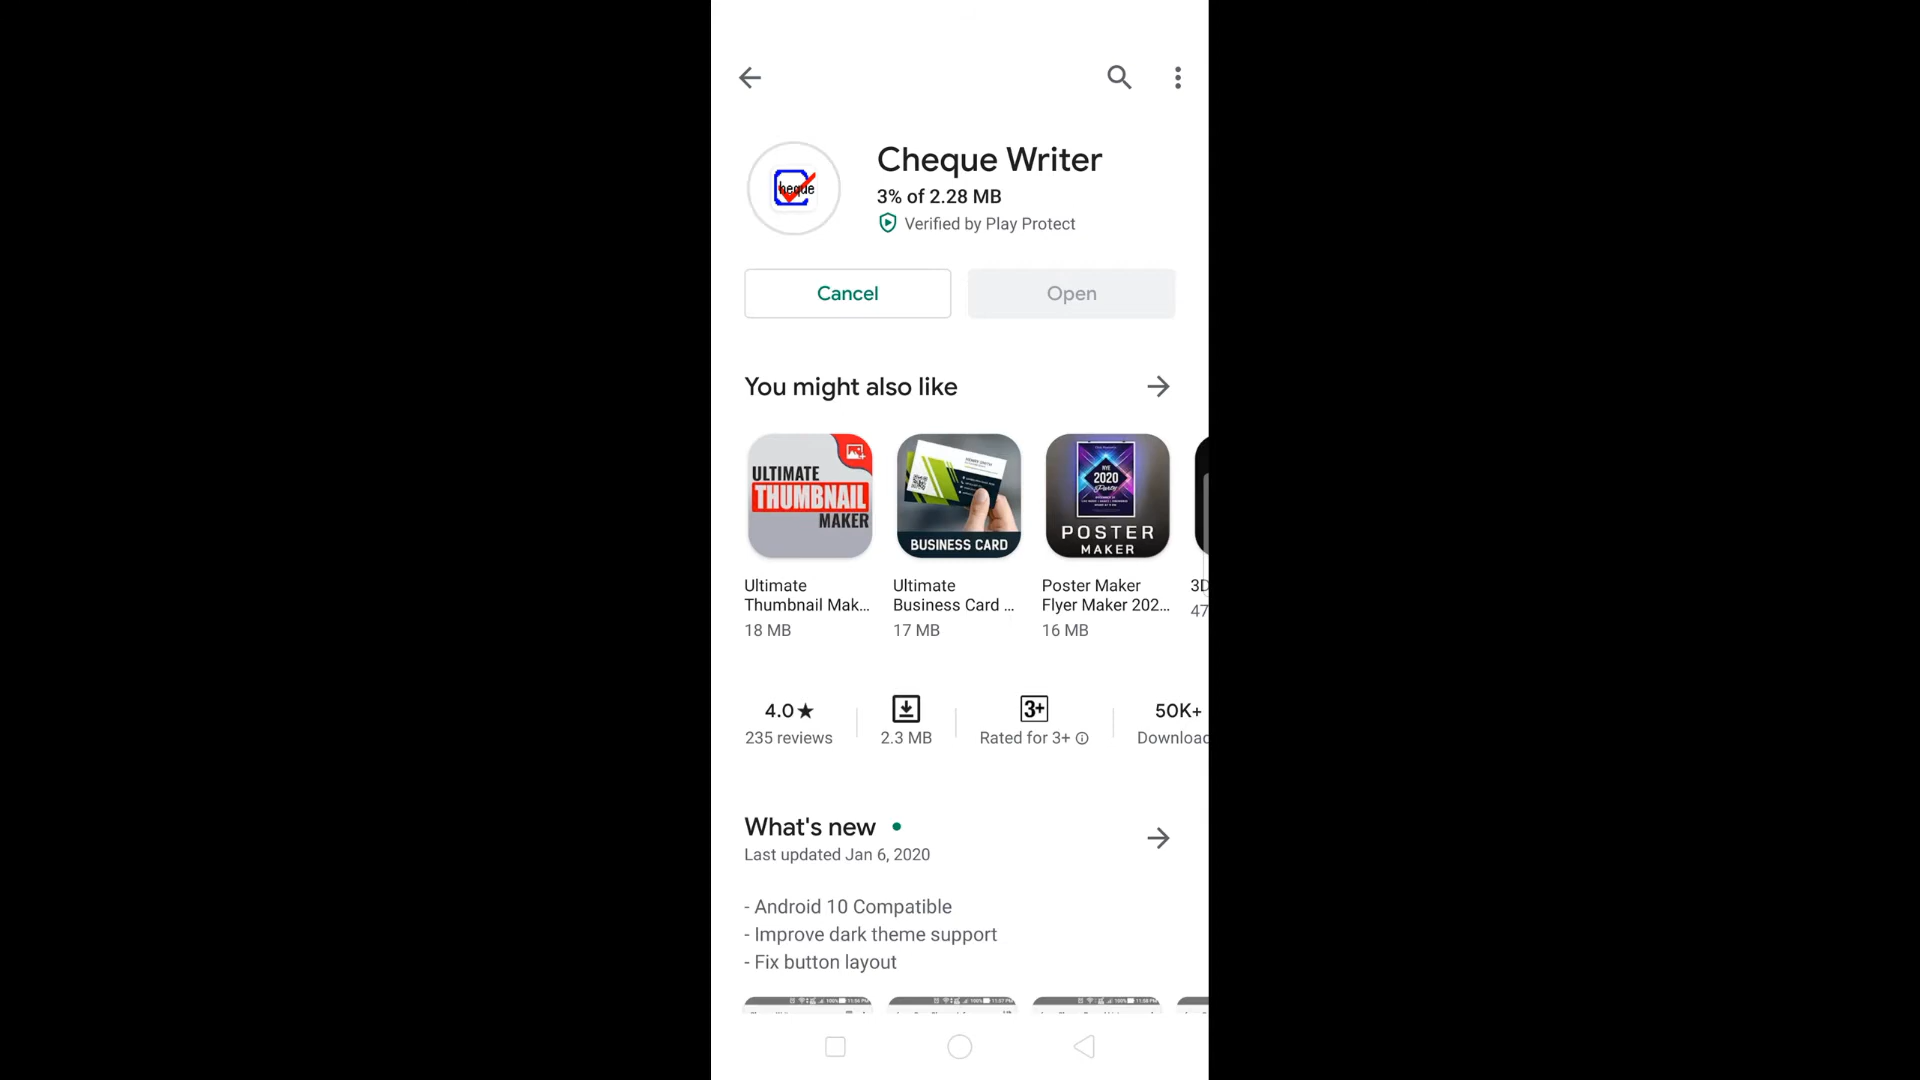 Cheque Writer
heque
3% of 2.28 MB
Verified by Play Protect
Cancel
Open
You might also like
ULTIMATE
THUMBNAIL
MAKER
BUSINESS CARD
NYE
2020
Party
POSTER
MAKER
Ultimate
Thumbnail Mak...
18 MB
Ultimate
Business Card ...
17 MB
Poster Maker
Flyer Maker 202...
16 MB
3D
47
4.0★
235 reviews
2.3 MB
3+
Rated for 3+
50K+
Download
What's new
Last updated Jan 6, 2020
- Android 10 Compatible
- Improve dark theme support
- Fix button layout